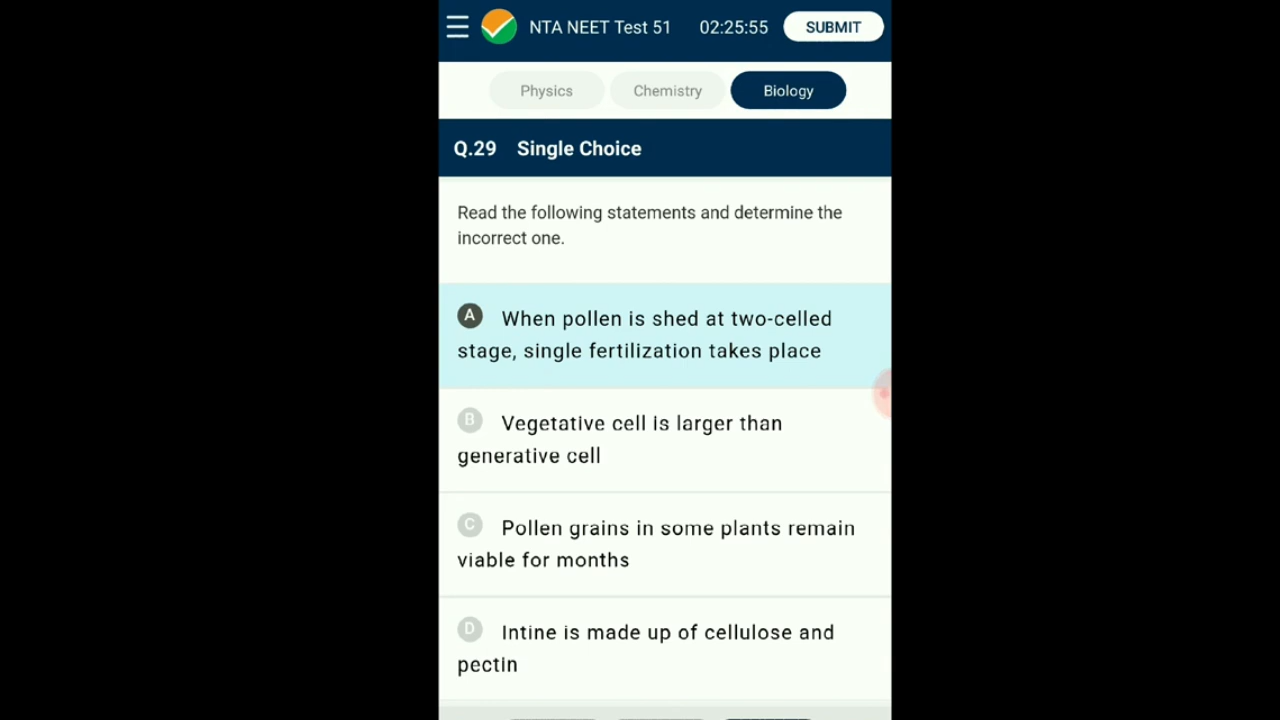 NTA NEET Test 51 02:25:55 SUBMIT
Physics Chemistry Biology
Q.29 Single Choice
Read the following statements and determine the
incorrect one.
A When pollen is shed at two-celled
stage, single fertilization takes place
B Vegetative cell is larger than
generative cell
C Pollen grains in some plants remain
viable for months
D Intine is made up of cellulose and
pectin